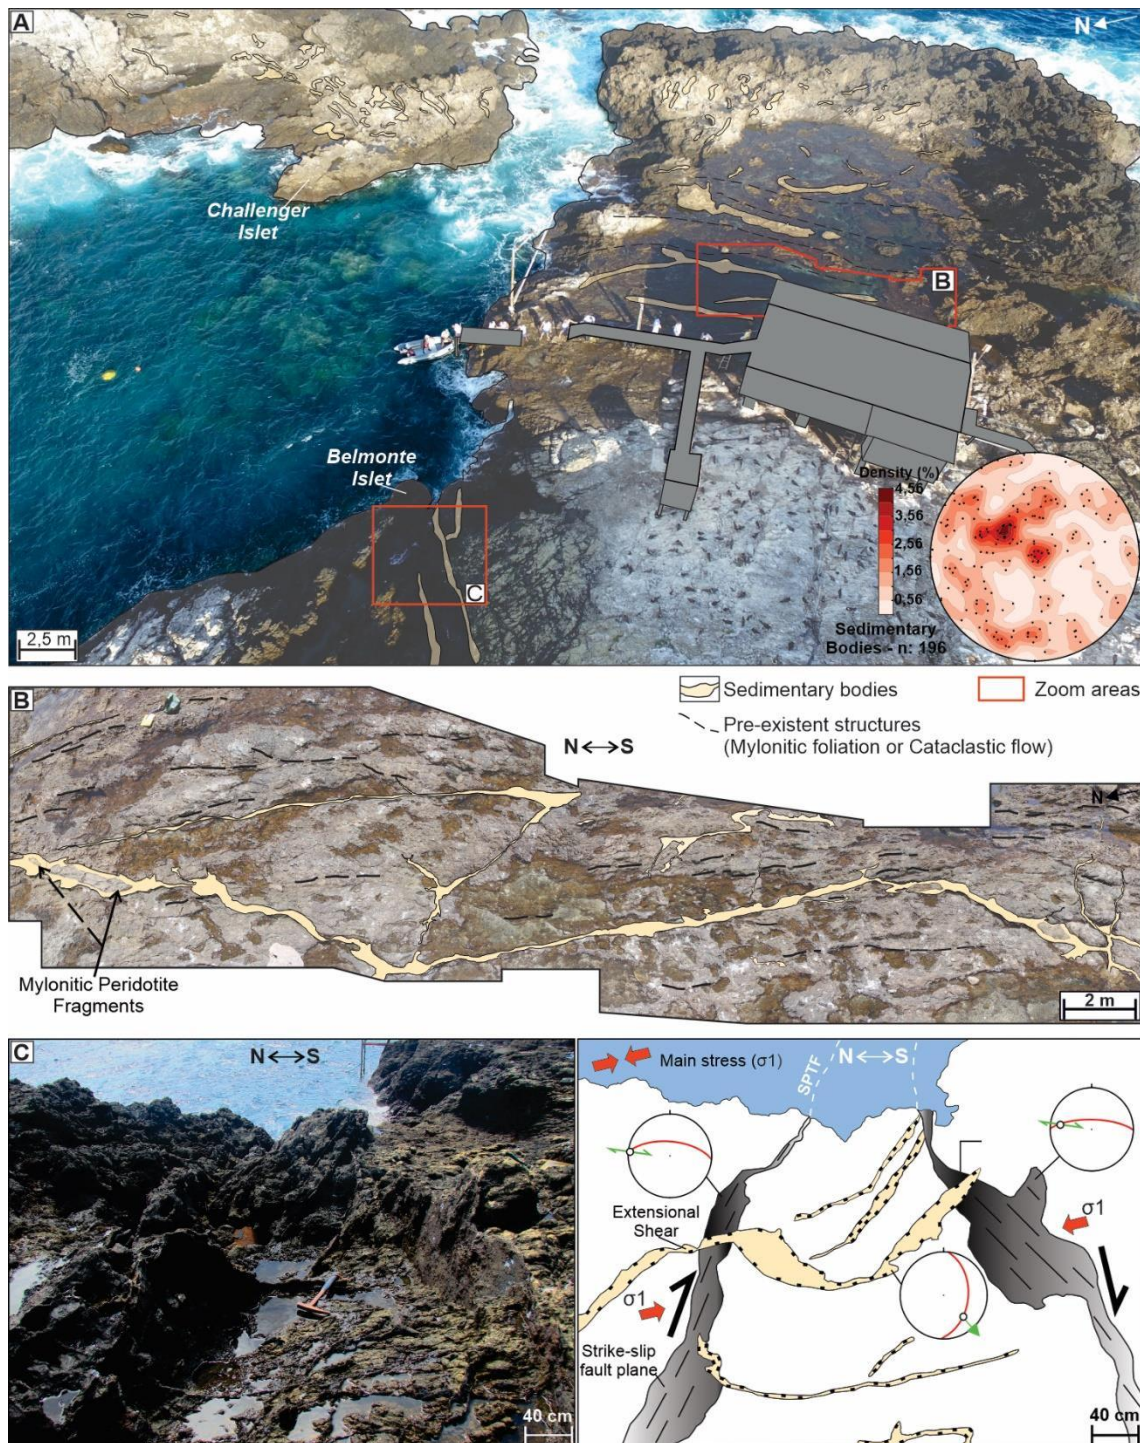 A
N
Challenger
Islet
B
Belmonte
Islet
C
2,5 m
Density (%)
4,56
3,56
2,56
1,56
0,56
Sedimentary
Bodies - n: 196
B
Sedimentary bodies
Zoom areas
Pre-existent structures
(Mylonitic foliation or Cataclastic flow)
N ↔ S
N
Mylonitic Peridotite
Fragments
2 m
C
N ↔ S
40 cm
Main stress (σ1)
SPTF
N ↔ S
Extensional
Shear
σ1
σ1
Strike-slip
fault plane
40 cm